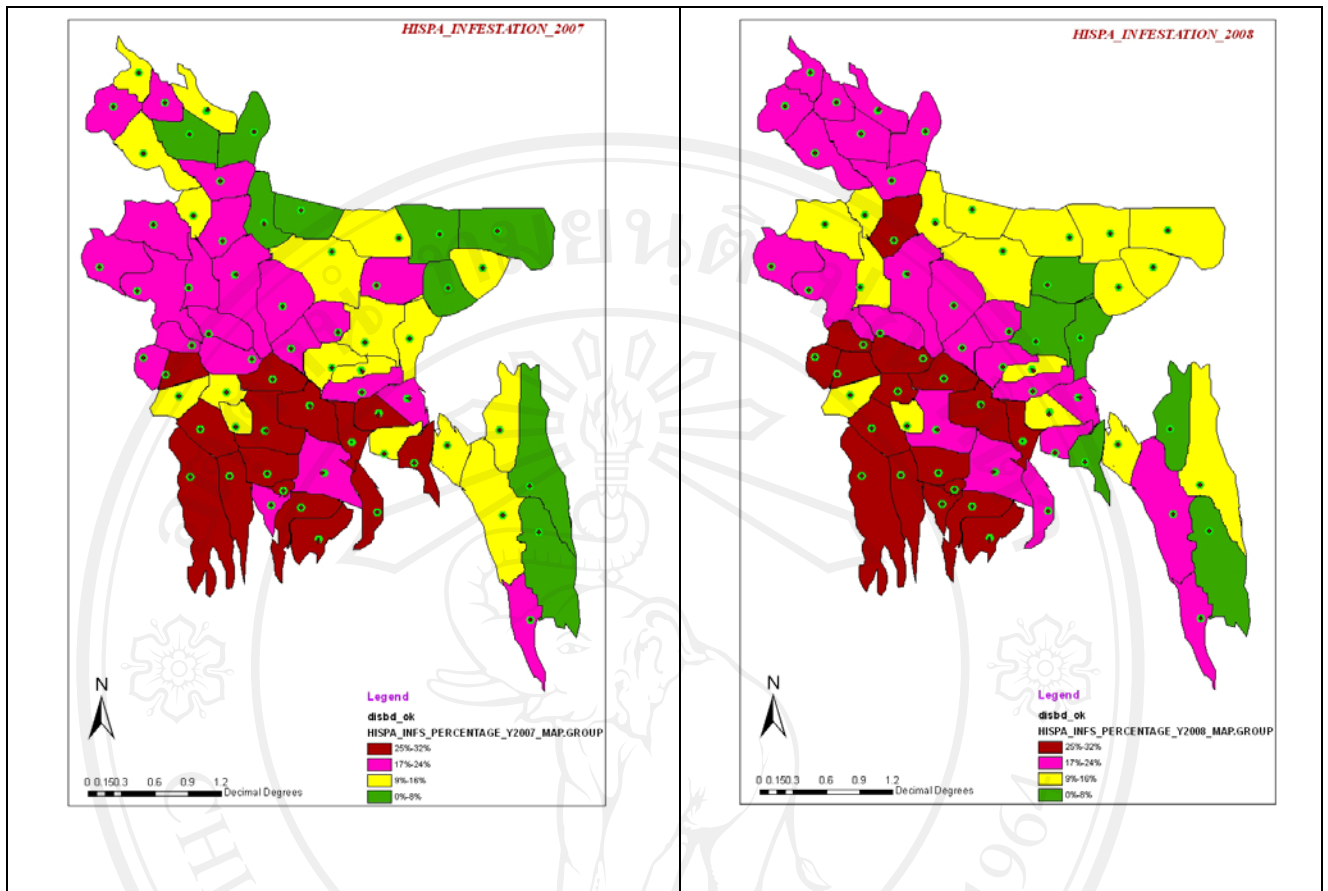 HISPA_INFESTATION_2007
N
Legend
disbd_ok
HISPA_INFS_PERCENTAGE_Y2007_MAP.GROUP
25%-32%
17%-24%
9%-16%
0%-8%
0 0.150.3 0.6 0.9 1.2
Decimal Degrees
HISPA_INFESTATION_2008
N
Legend
disbd_ok
HISPA_INFS_PERCENTAGE_Y2008_MAP.GROUP
25%-32%
17%-24%
9%-16%
0%-8%
0 0.150.3 0.6 0.9 1.2
Decimal Degrees
1964